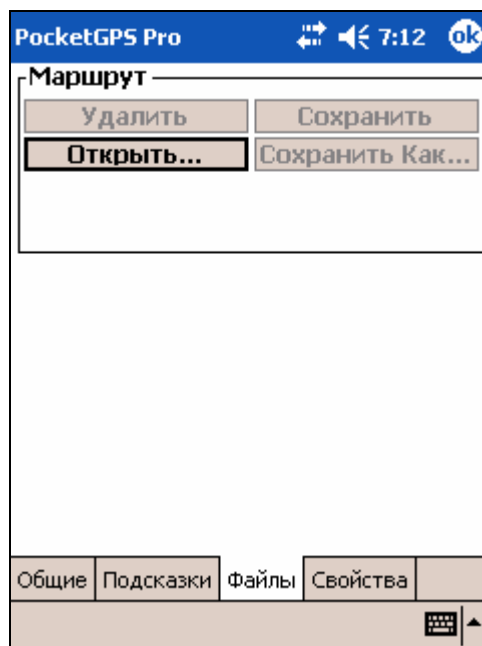 PocketGPS Pro 7:12 ok
Маршрут
Удалить Сохранить
Открыть... Сохранить Как...
Общие Подсказки Файлы Свойства